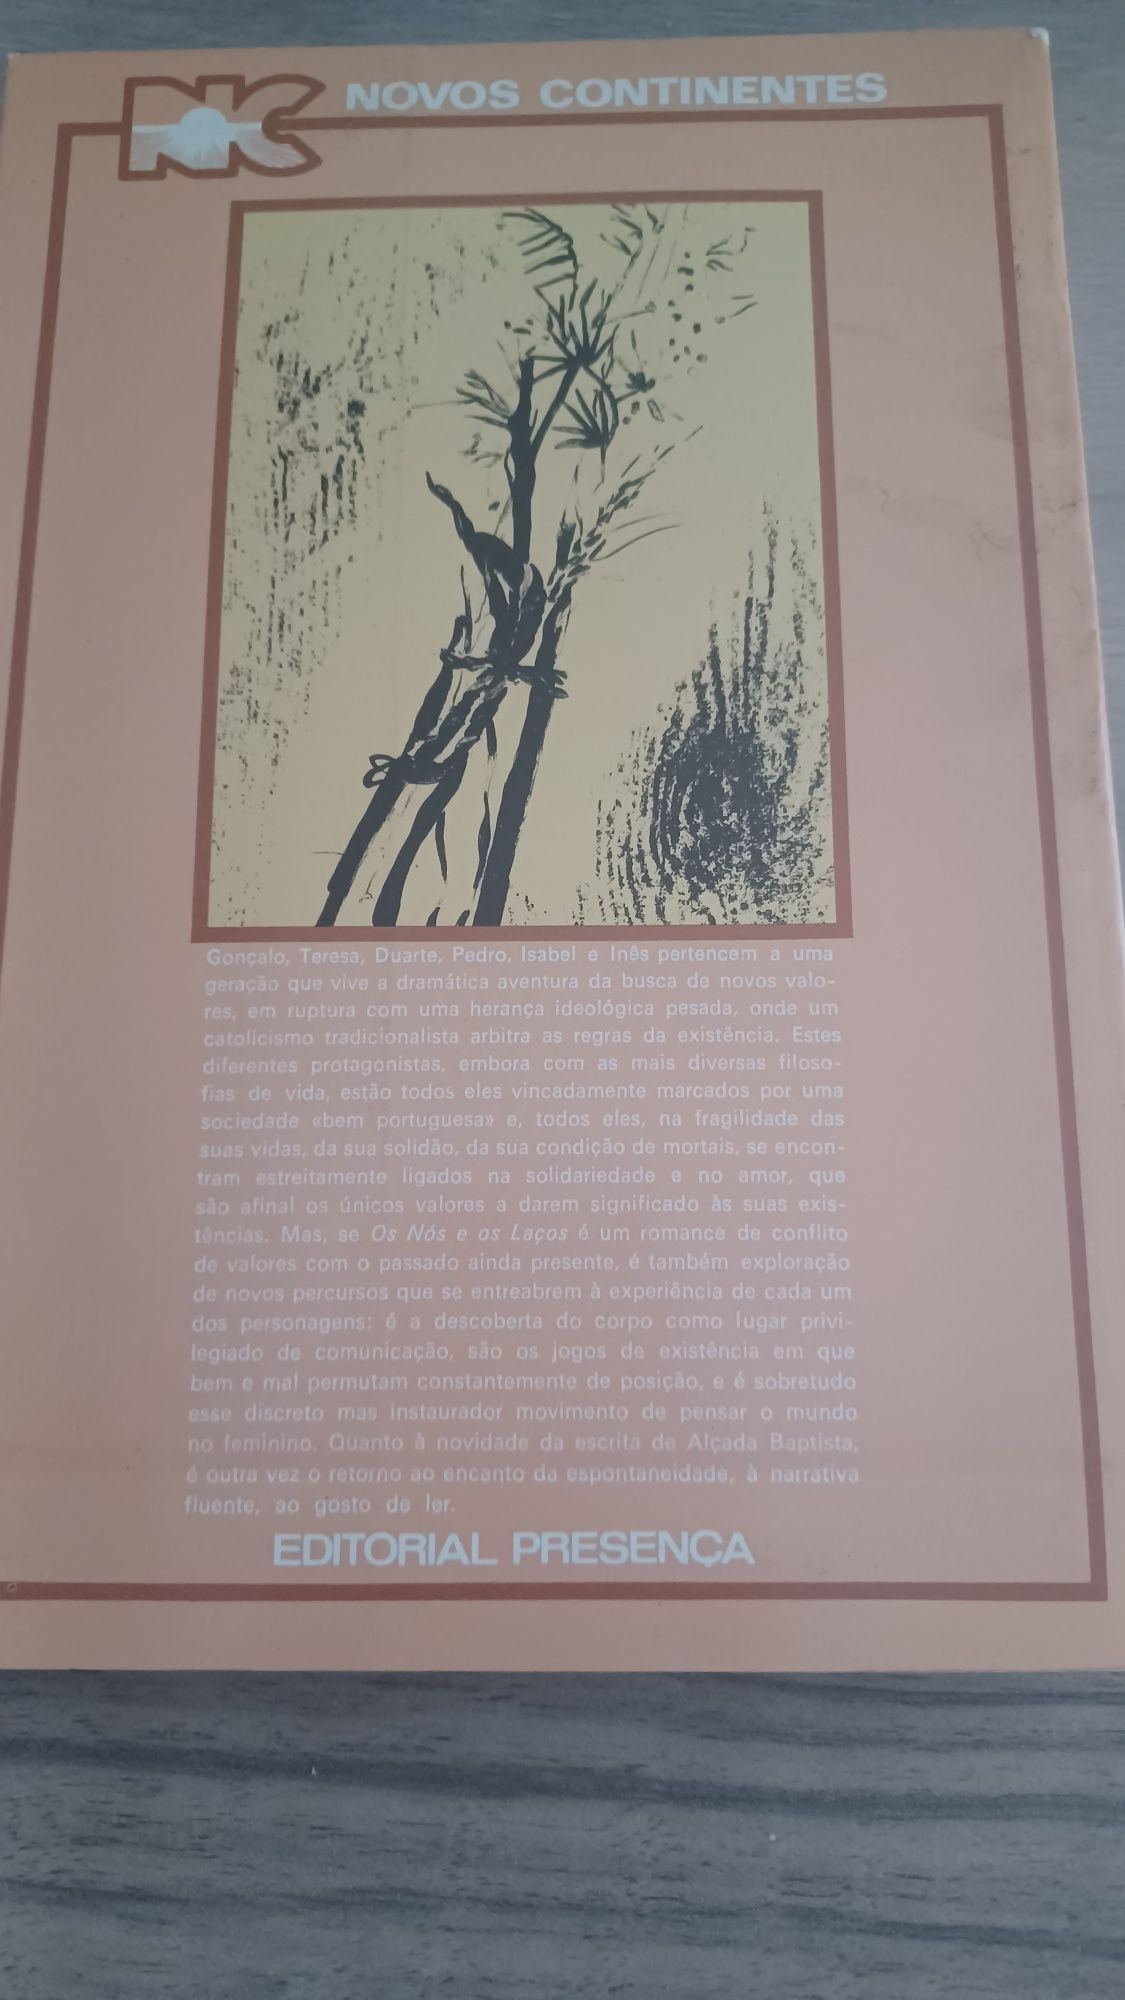 NC NOVOS CONTINENTES
Gonçalo, Teresa, Duarte, Pedro, Isabel e Inês pertencem a uma
geração que vive a dramática aventura da busca de novos valo-
res, em ruptura com uma herança ideológica pesada, onde um
catolicismo tradicionalista arbitra as regras da existência. Estes
diferentes protagonistas, embora com as mais diversas filoso-
fias de vida, estão todos eles vincadamente marcados por uma
sociedade «bem portuguesa» e, todos eles, na fragilidade das
suas vidas, da sua solidão, da sua condição de mortais, se encon-
tram estreitamente ligados na solidariedade e no amor, que
são afinal os únicos valores a darem significado às suas exis-
tências. Mas, se Os Nós e os Laços é um romance de conflito
de valores com o passado ainda presente, é também exploração
de novos percursos que se entreabrem à experiência de cada um
dos personagens: é a descoberta do corpo como lugar privi-
legiado de comunicação, são os jogos de existência em que
bem e mal permutam constantemente de posição, e é sobretudo
esse discreto mas instaurador movimento de pensar o mundo
no feminino. Quanto à novidade da escrita de Alçada Baptista,
é outra vez o retorno ao encanto da espontaneidade, à narrativa
fluente, ao gosto de ler.
EDITORIAL PRESENÇA